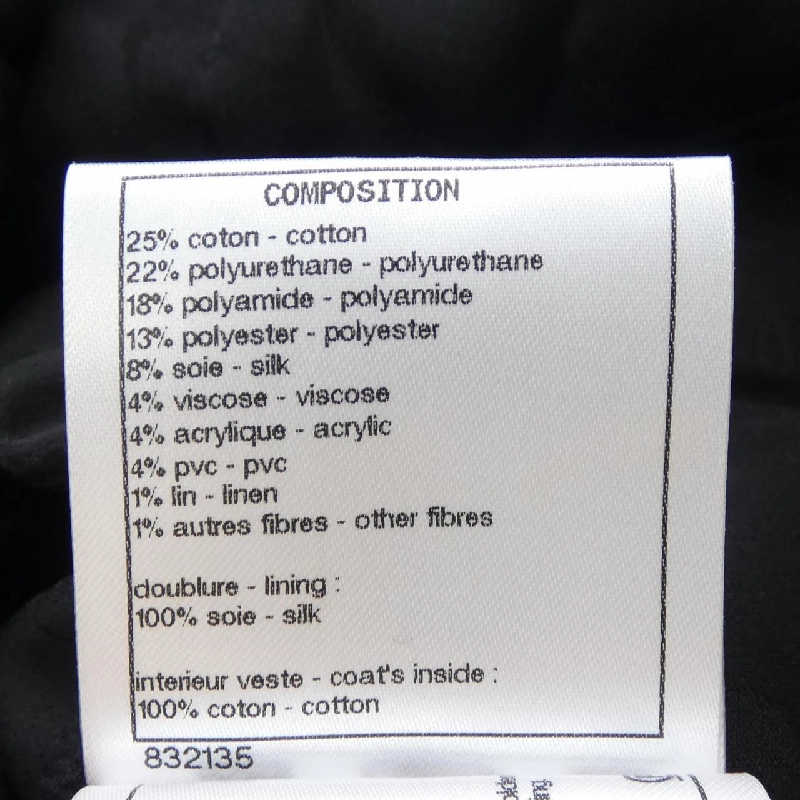 COMPOSITION
25% coton - cotton
22% polyurethane - polyurethane
18% polyamide - polyamide
13% polyester - polyester
8% soie - silk
4% viscose - viscose
4% acrylique - acrylic
4% pvc - pvc
1% lin - linen
1% autres fibres - other fibres
doublure - lining :
100% soie - silk
interieur veste - coat's inside :
100% coton - cotton
832135